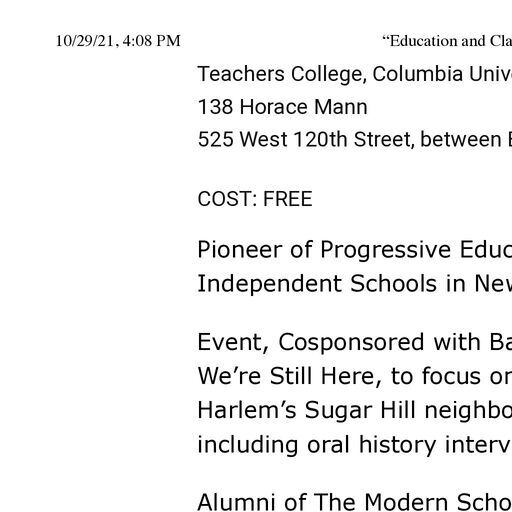 10/29/21, 4:08 PM “Education and Cla
Teachers College, Columbia Univ
138 Horace Mann
525 West 120th Street, between
COST: FREE
Pioneer of Progressive Educ
Independent Schools in New
Event, Cosponsored with Ba
We’re Still Here, to focus on
Harlem’s Sugar Hill neighbo
including oral history interv
Alumni of The Modern Scho